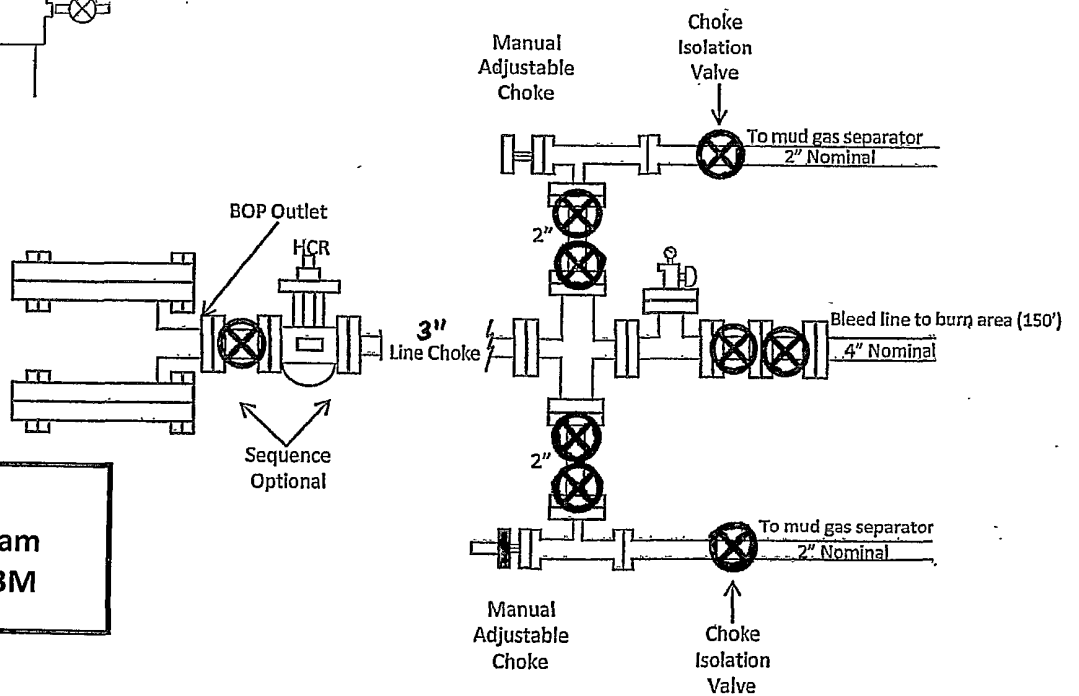 Choke
Isolation
Valve
Manual
Adjustable
Choke
To mud gas separator
2" Nominal
BOP Outlet
HCR
2"
3"
Line Choke
Bleed line to burn area (150')
4" Nominal
Sequence
Optional
2"
am
3M
To mud gas separator
2" Nominal
Manual
Adjustable
Choke
Choke
Isolation
Valve